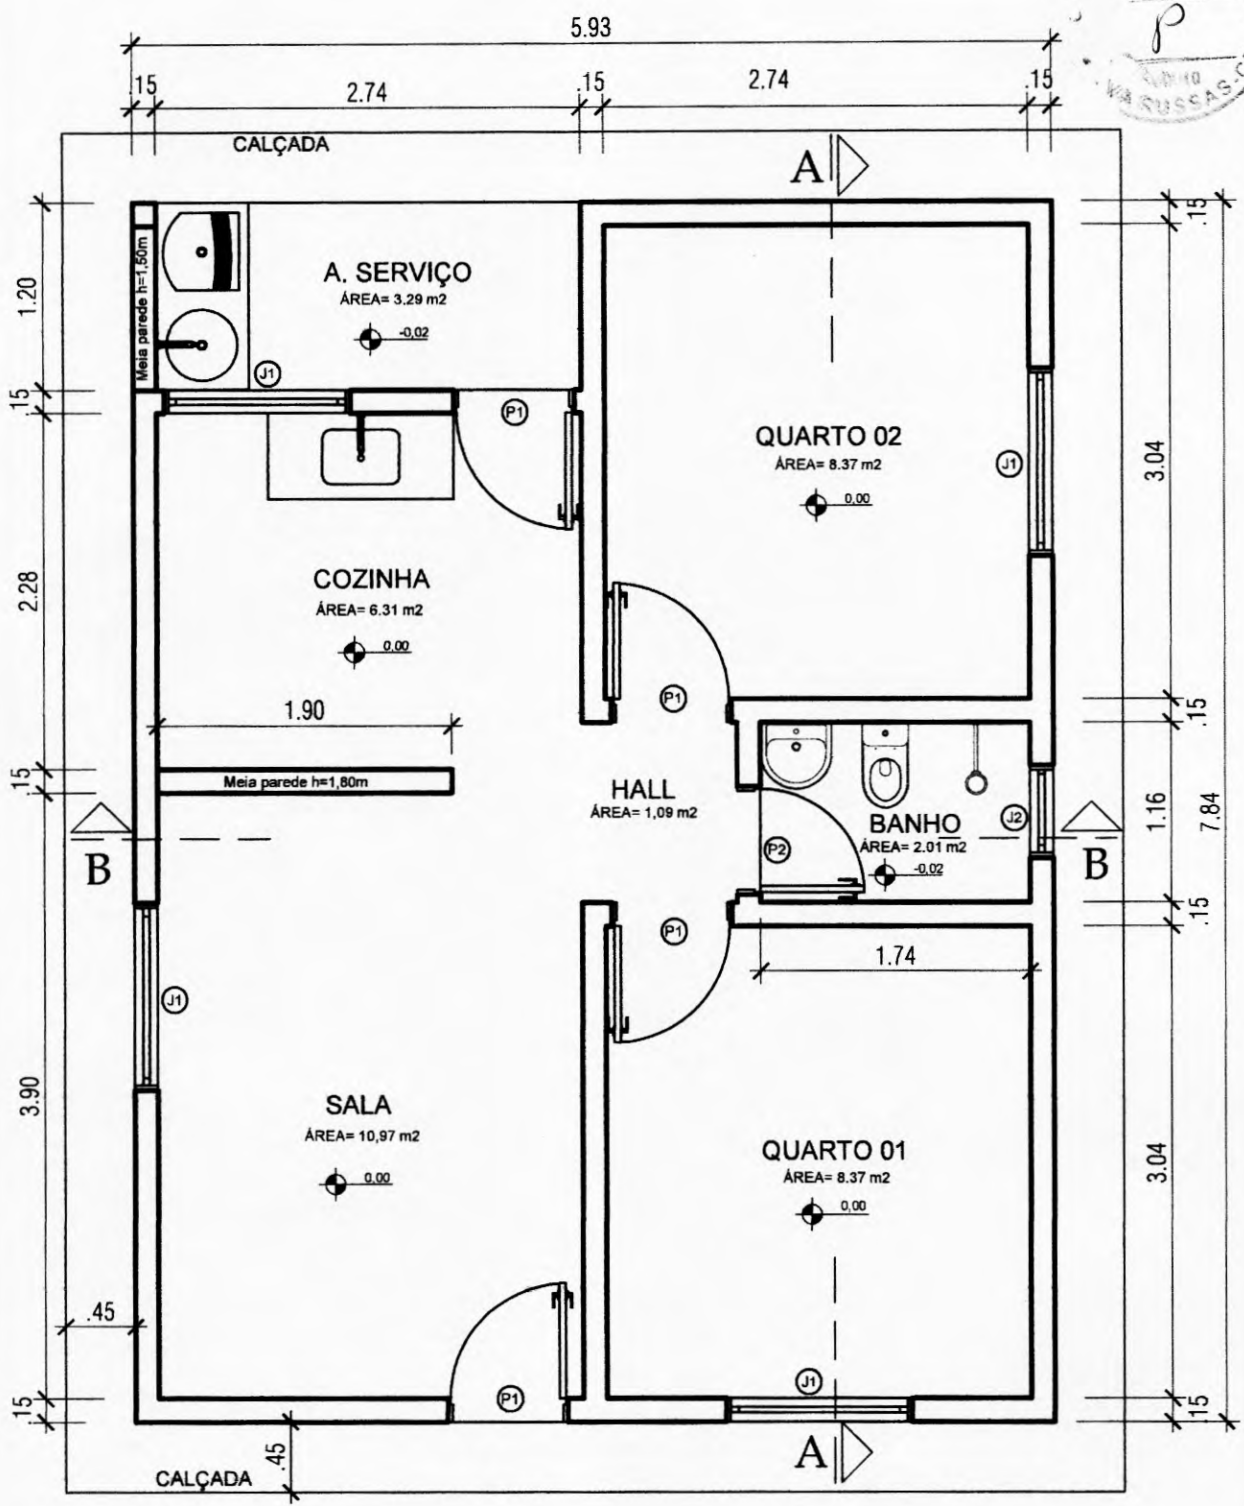 5.93
.15
2.74
.15
2.74
.15
CALÇADA
A
RUSSAS
1.20
.15
2.28
.15
3.90
.15
.15
3.04
.15
1.16
.15
3.04
.15
7.84
Meia parede h=1,50m
A. SERVIÇO
ÁREA= 3.29 m2
-0,02
J1
P1
QUARTO 02
ÁREA= 8.37 m2
0,00
J1
COZINHA
ÁREA= 6.31 m2
0,00
P1
1.90
Meia parede h=1,80m
HALL
ÁREA= 1,09 m2
BANHO
ÁREA= 2.01 m2
-0,02
J2
P2
B
B
P1
1.74
J1
SALA
ÁREA= 10,97 m2
0,00
QUARTO 01
ÁREA= 8.37 m2
0,00
.45
P1
J1
.45
CALÇADA
A